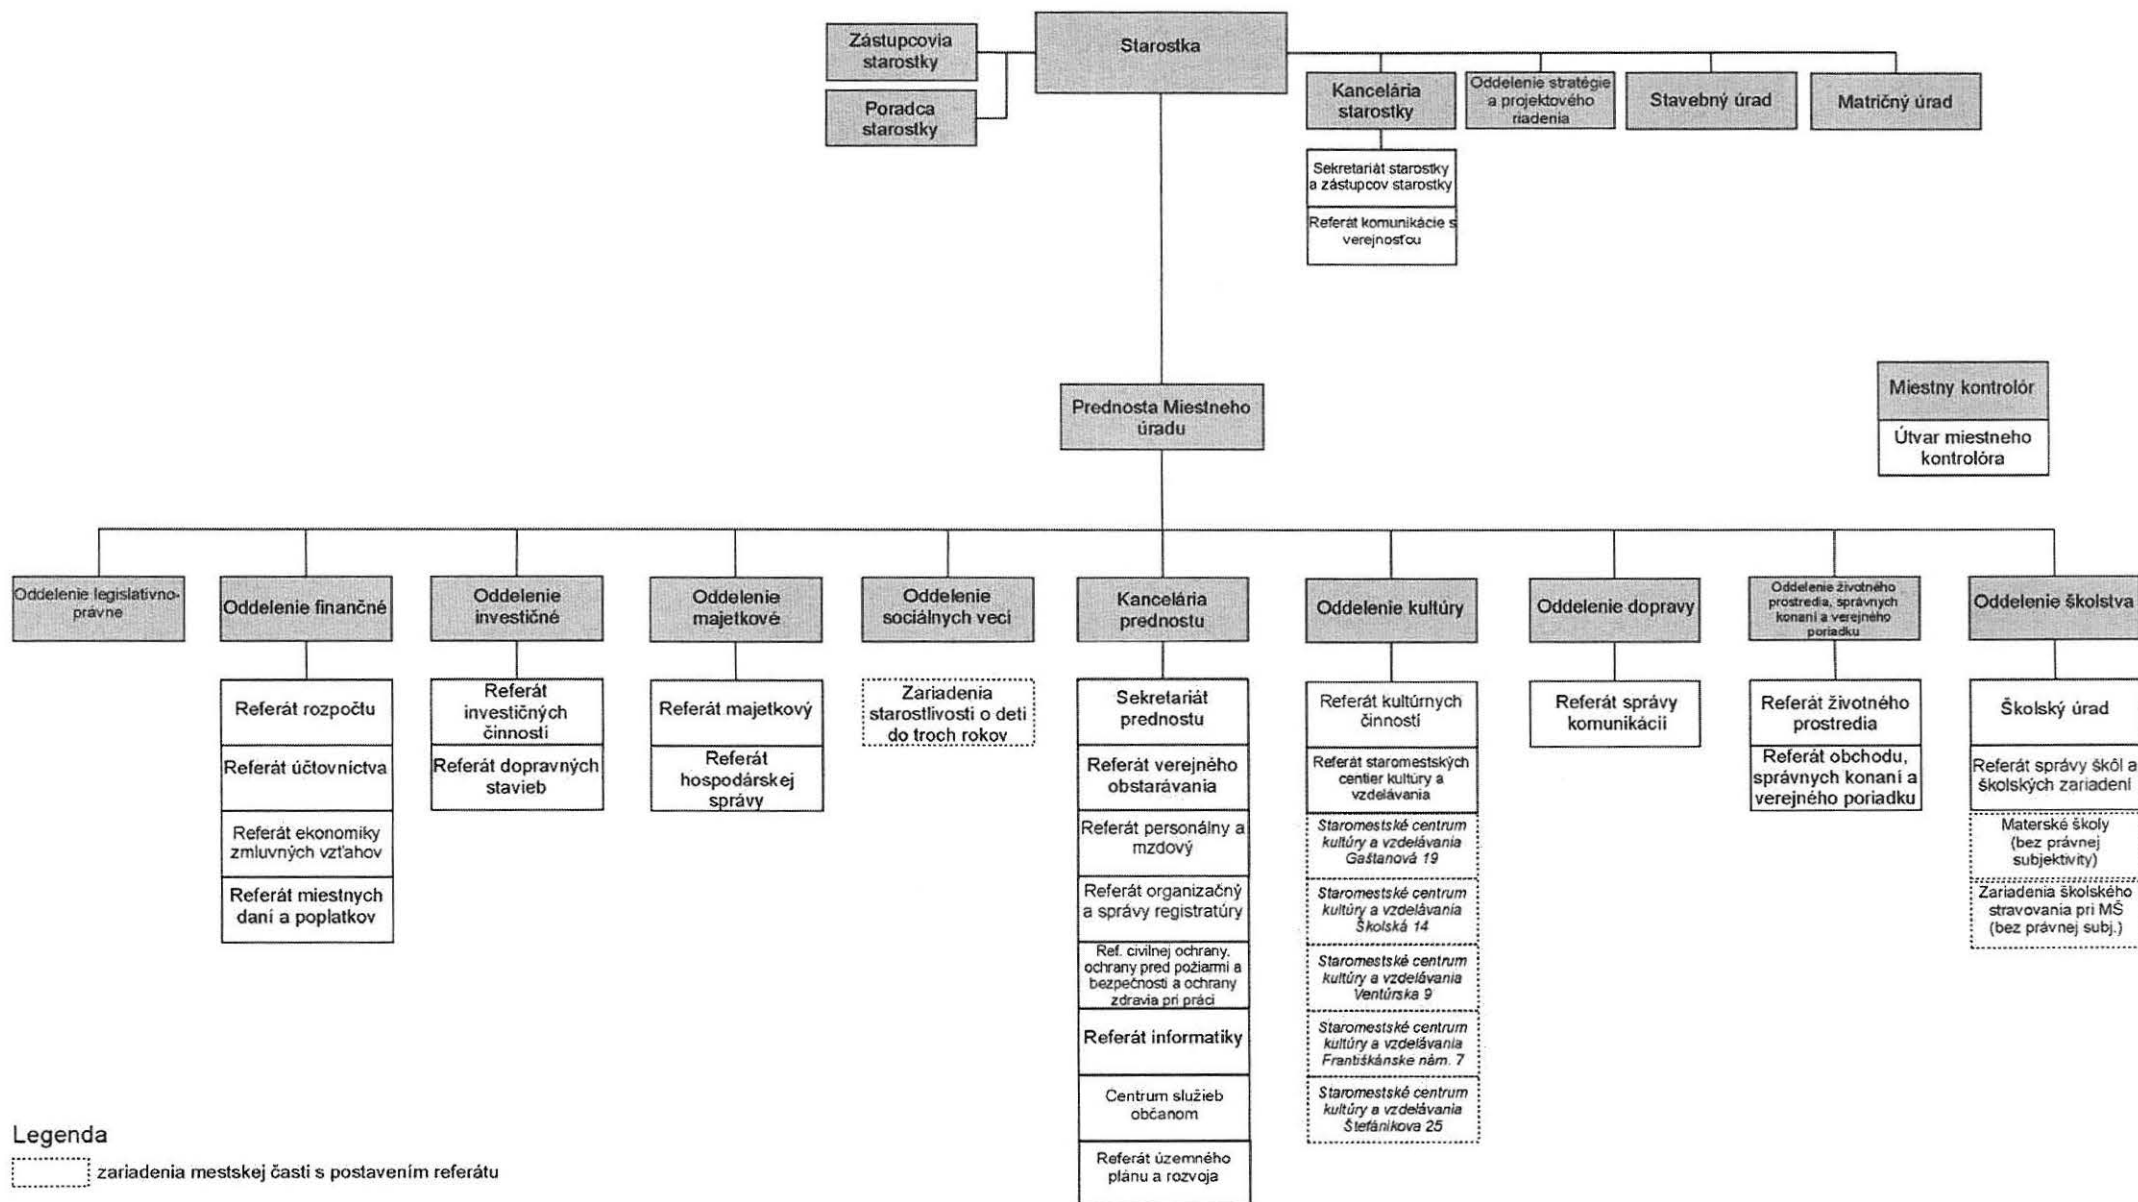 Zástupcovia
starostky
Starostka
Poradca
starostky
Kancelária
starostky
Oddelenie stratégie
a projektového
riadenia
Stavebný úrad
Matričný úrad
Sekretariát starostky
a zástupcov starostky
Referát komunikácie s
verejnosťou
Prednosta Miestneho
úradu
Miestny kontrolór
Útvar miestneho
kontrolóra
Oddelenie legislatívno-
právne
Oddelenie finančné
Oddelenie
investičné
Oddelenie
majetkové
Oddelenie
sociálnych vecí
Kancelária
prednostu
Oddelenie kultúry
Oddelenie dopravy
Oddelenie životného
prostredia, správnych
konaní a verejného
poriadku
Oddelenie školstva
Referát rozpočtu
Referát účtovníctva
Referát ekonomiky
zmluvných vzťahov
Referát miestnych
daní a poplatkov
Referát
investičných
činností
Referát dopravných
stavieb
Referát majetkový
Referát
hospodárskej
správy
Zariadenia
starostlivosti o deti
do troch rokov
Sekretariát
prednostu
Referát verejného
obstarávania
Referát personálny a
mzdový
Referát organizačný
a správy registratúry
Ref. civilnej ochrany,
ochrany pred požiarmi a
bezpečnosti a ochrany
zdravia pri práci
Referát informatiky
Centrum služieb
občanom
Referát územného
plánu a rozvoja
Referát kultúrnych
činností
Referát staromestských
centier kultúry a
vzdelávania
Staromestské centrum
kultúry a vzdelávania
Gaštanová 19
Staromestské centrum
kultúry a vzdelávania
Školská 14
Staromestské centrum
kultúry a vzdelávania
Ventúrska 9
Staromestské centrum
kultúry a vzdelávania
Františkánske nám. 7
Staromestské centrum
kultúry a vzdelávania
Štefánikova 25
Referát správy
komunikácií
Referát životného
prostredia
Referát obchodu,
správnych konaní a
verejného poriadku
Školský úrad
Referát správy škôl a
školských zariadení
Materské školy
(bez právnej
subjektivity)
Zariadenia školského
stravovania pri MŠ
(bez právnej subj.)
Legenda
zariadenia mestskej časti s postavením referátu